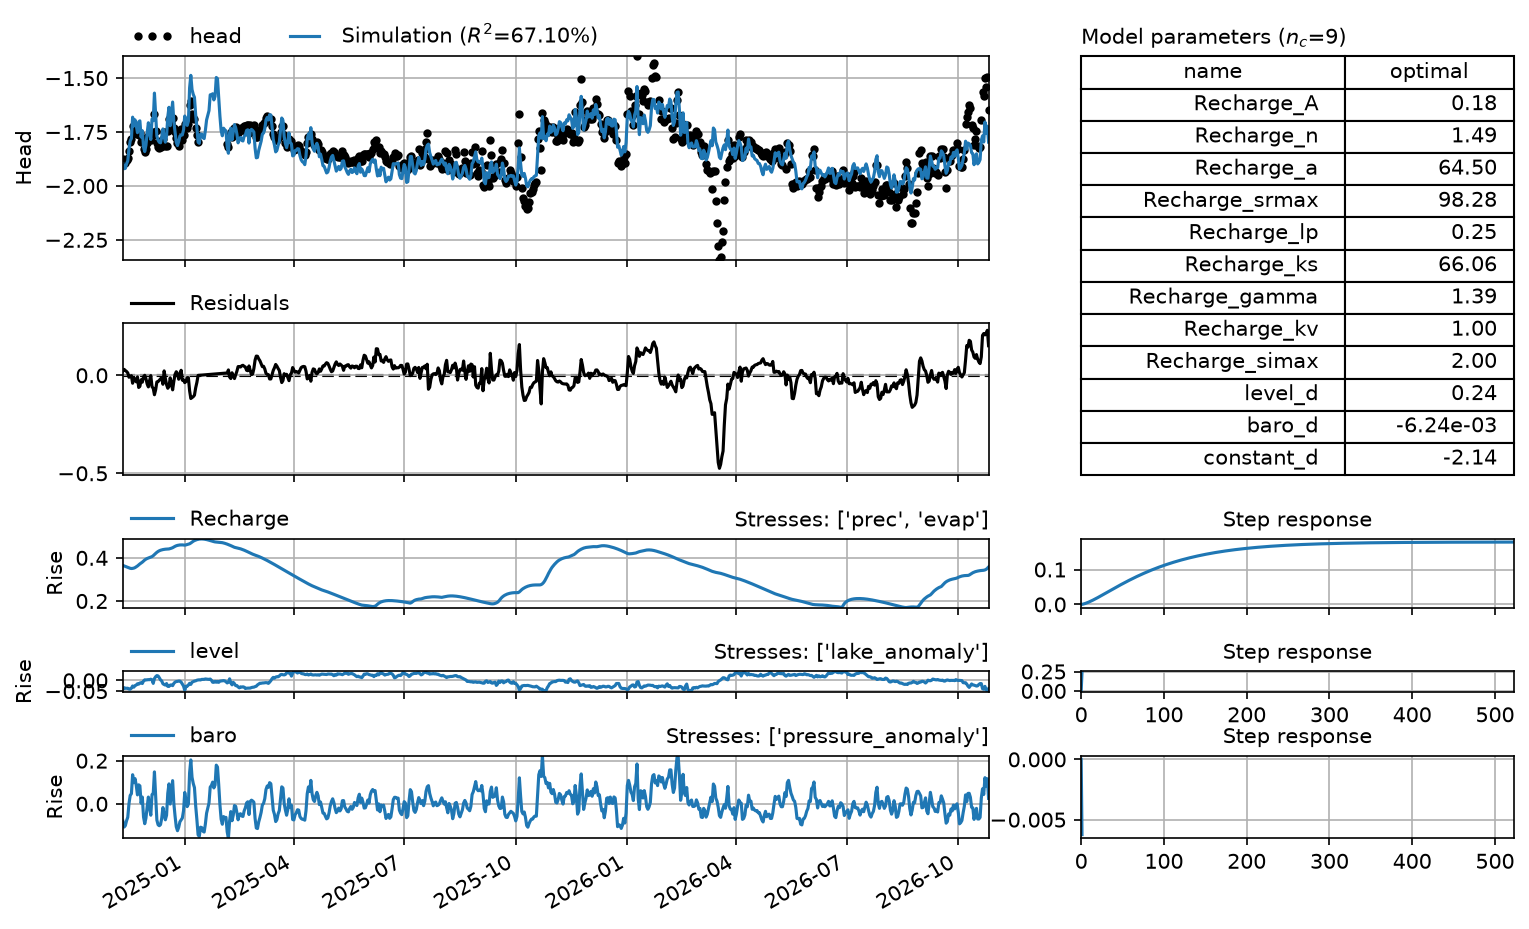 head
Simulation (R²=67.10%)
Head
−1.50
−1.75
−2.00
−2.25
Residuals
0.0
−0.5
Recharge
Stresses: ['prec', 'evap']
Rise
0.4
0.2
level
Stresses: ['lake_anomaly']
Rise
0.00
−0.05
baro
Stresses: ['pressure_anomaly']
Rise
0.2
0.0
2025-01
2025-04
2025-07
2025-10
2026-01
2026-04
2026-07
2026-10
Model parameters (n_c=9)
name optimal
Recharge_A 0.18
Recharge_n 1.49
Recharge_a 64.50
Recharge_srmax 98.28
Recharge_lp 0.25
Recharge_ks 66.06
Recharge_gamma 1.39
Recharge_kv 1.00
Recharge_simax 2.00
level_d 0.24
baro_d -6.24e-03
constant_d -2.14
Step response
0.1
0.0
Step response
0.25
0.00
0 100 200 300 400 500
Step response
0.000
−0.005
0 100 200 300 400 500